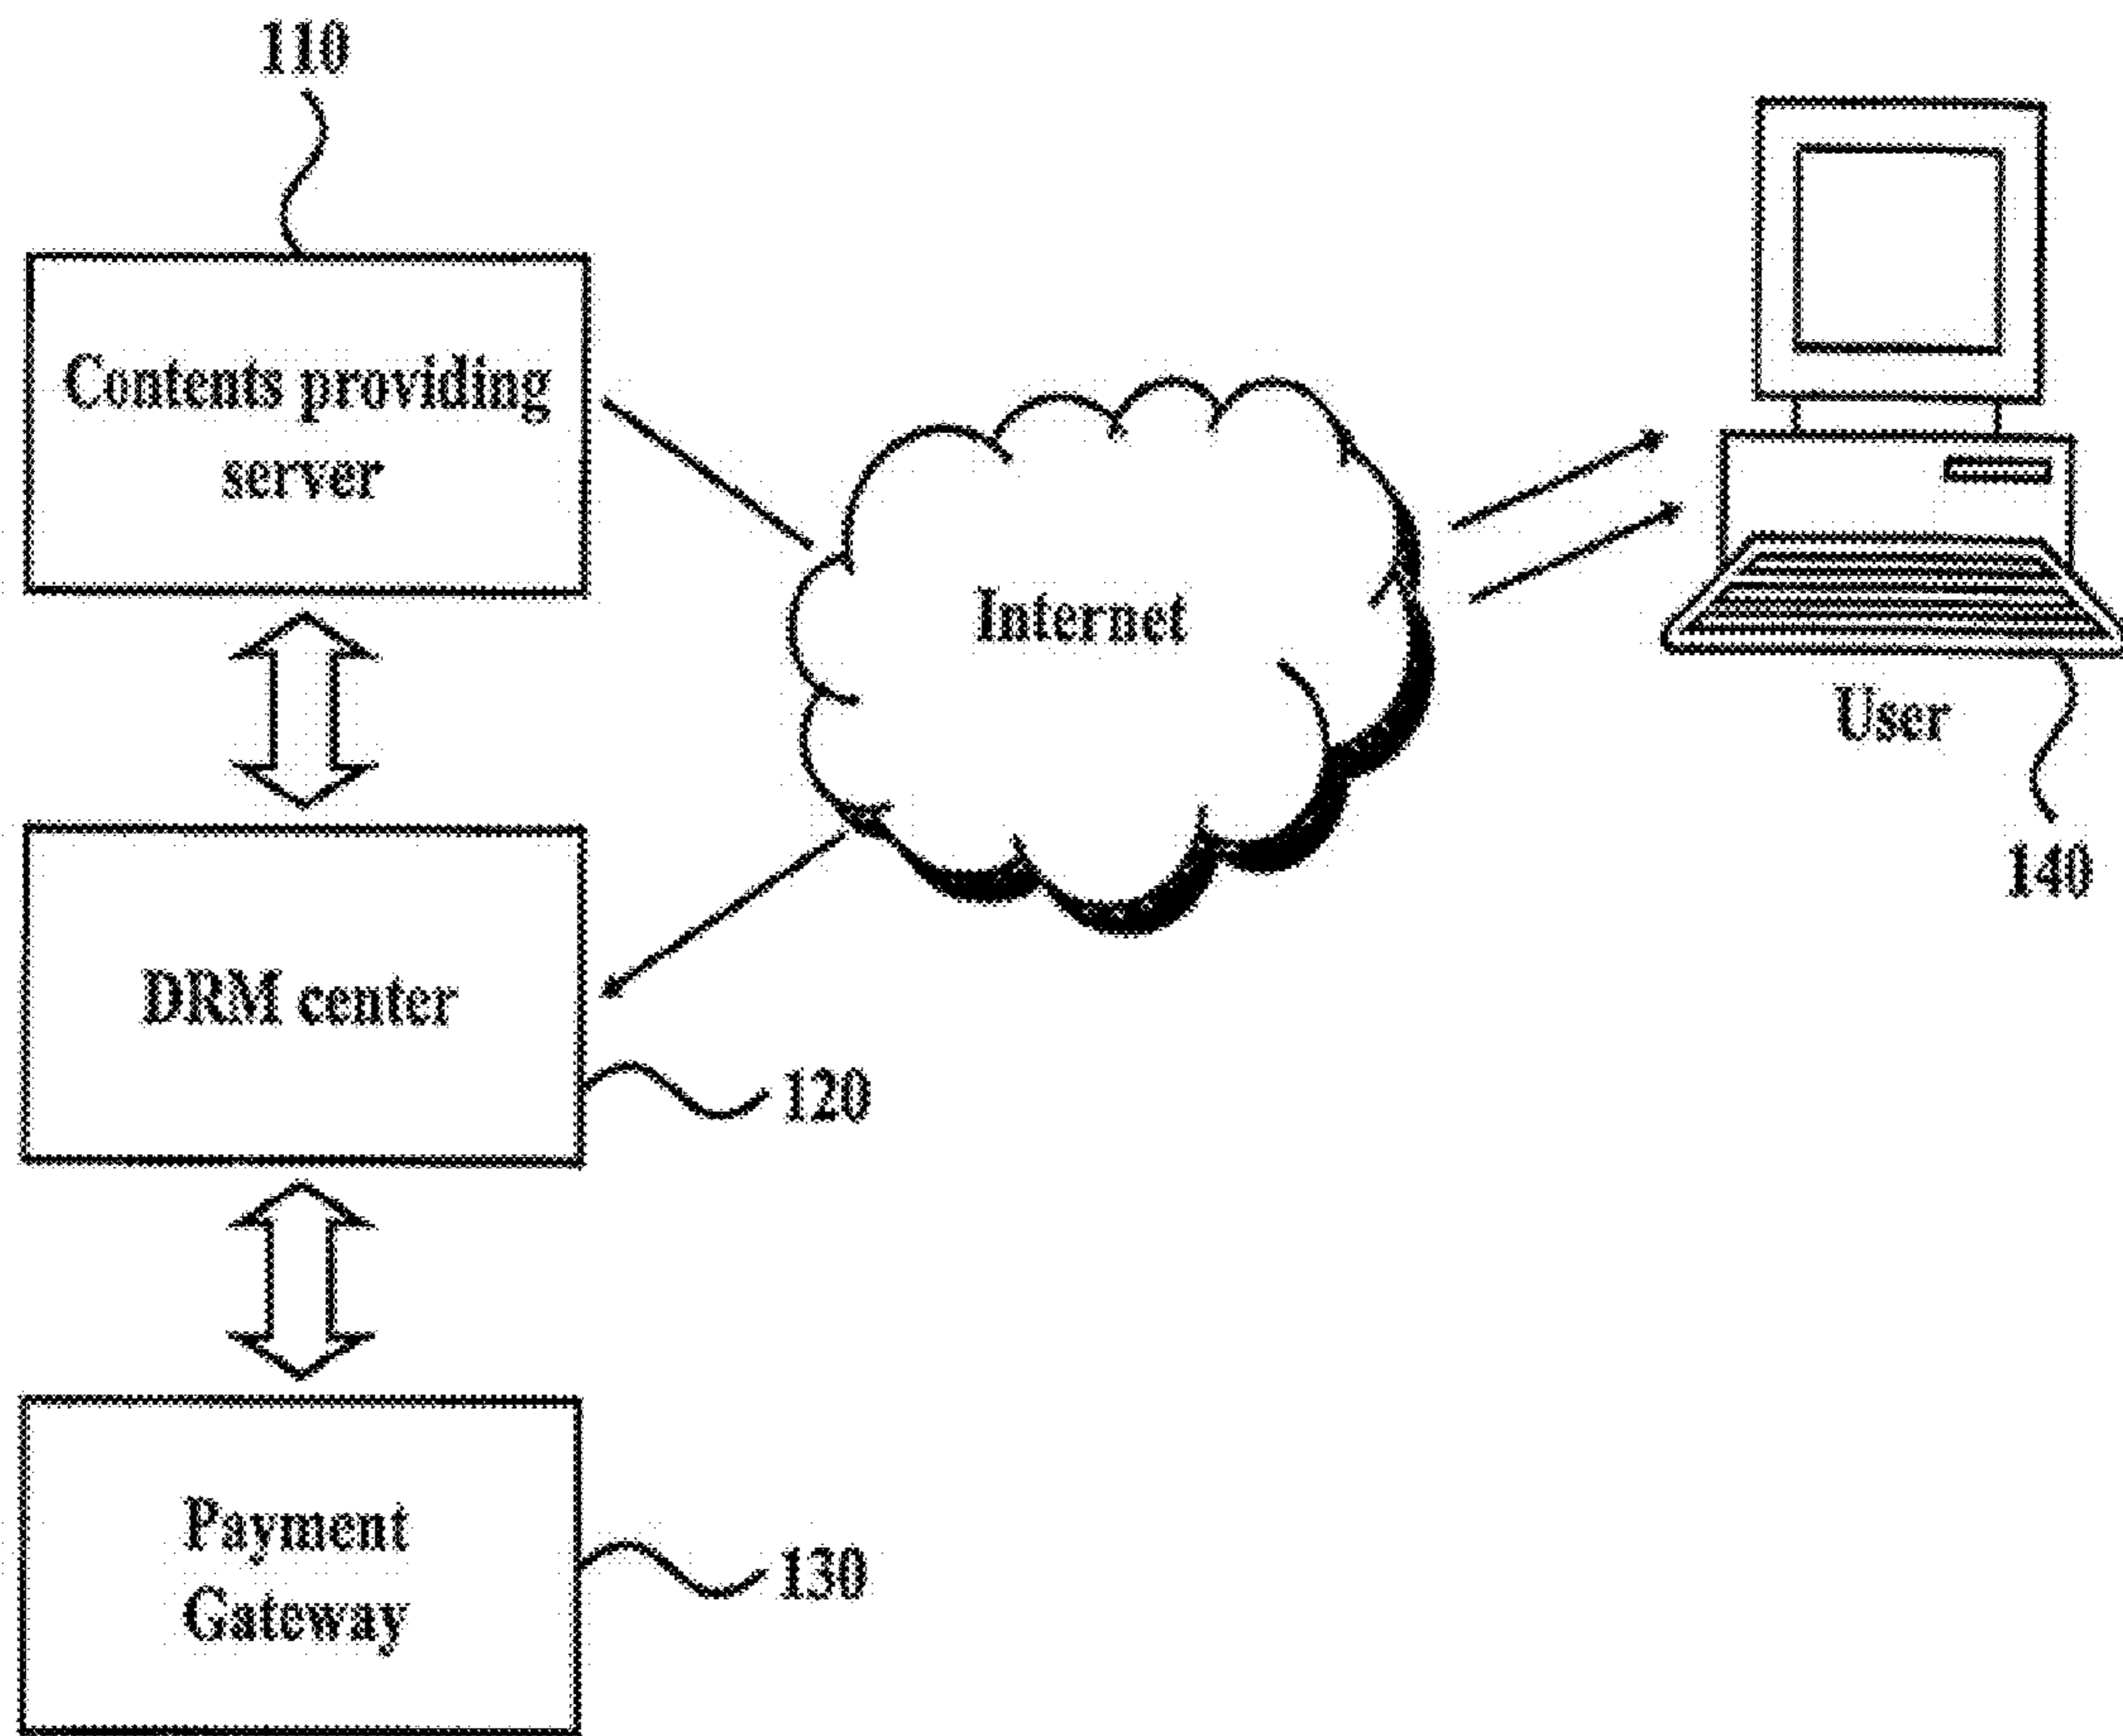 110
Contents providing
server
Internet
User
140
DRM center
120
Payment
Gateway
130